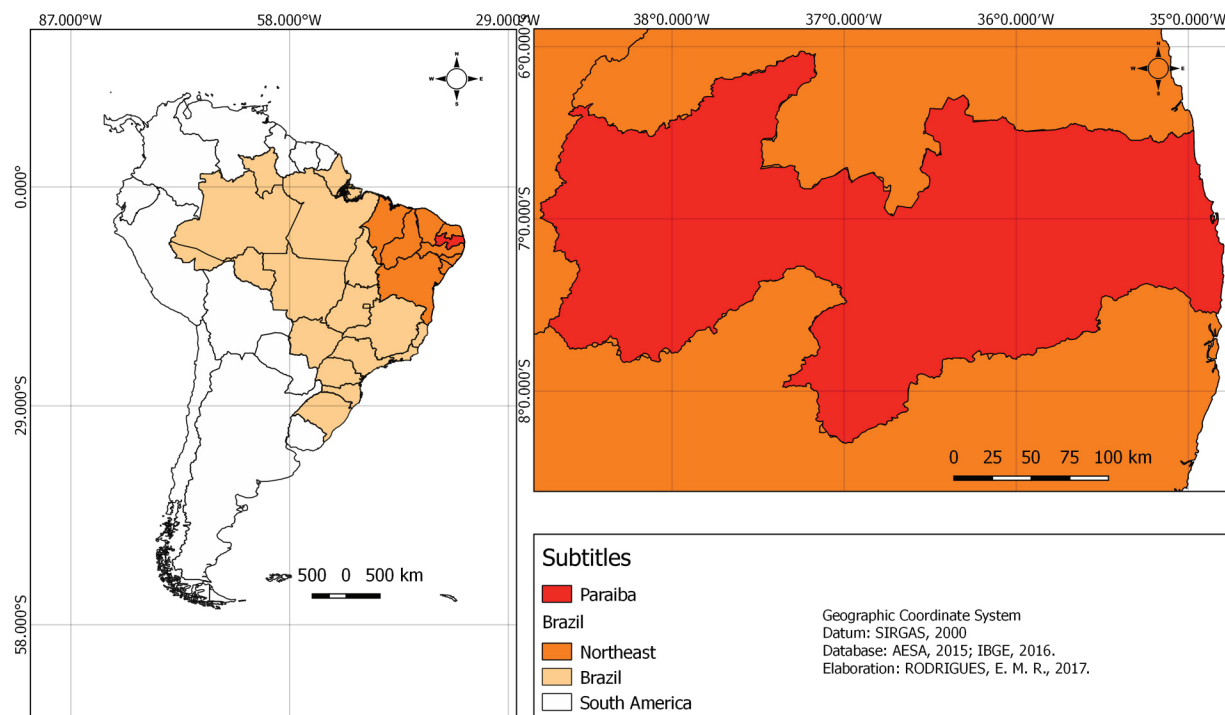 87.000°W 58.000°W 29.000°S
0.000°
29.000°S
58.000°S
N
W E
S
500 0 500 km
38°0.000'W 37°0.000'W 36°0.000'W 35°0.000'W
6°0.000'S
7°0.000'S
8°0.000'S
N
W E
S
0 25 50 75 100 km
Subtitles
Paraiba
Brazil
Northeast
Brazil
South America
Geographic Coordinate System
Datum: SIRGAS, 2000
Database: AESA, 2015; IBGE, 2016.
Elaboration: RODRIGUES, E. M. R., 2017.